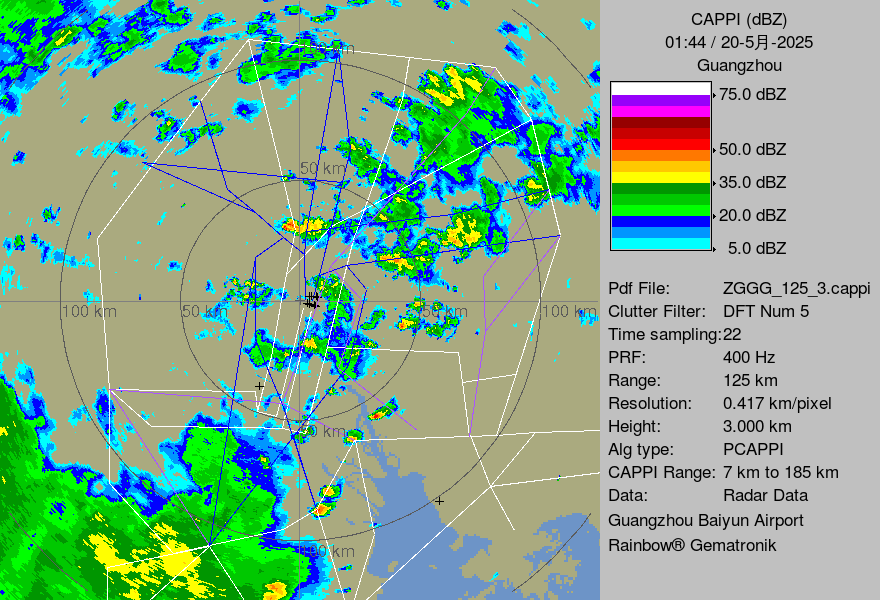 CAPPI (dBZ)
01:44 / 20-5月-2025
Guangzhou
75.0 dBZ
50.0 dBZ
35.0 dBZ
20.0 dBZ
5.0 dBZ
Pdf File: ZGGG_125_3.cappi
Clutter Filter: DFT Num 5
Time sampling:22
PRF: 400 Hz
Range: 125 km
Resolution: 0.417 km/pixel
Height: 3.000 km
Alg type: PCAPPI
CAPPI Range: 7 km to 185 km
Data: Radar Data
Guangzhou Baiyun Airport
Rainbow® Gematronik
50 km
100 km
50 km
50 km
100 km
50 km
100 km